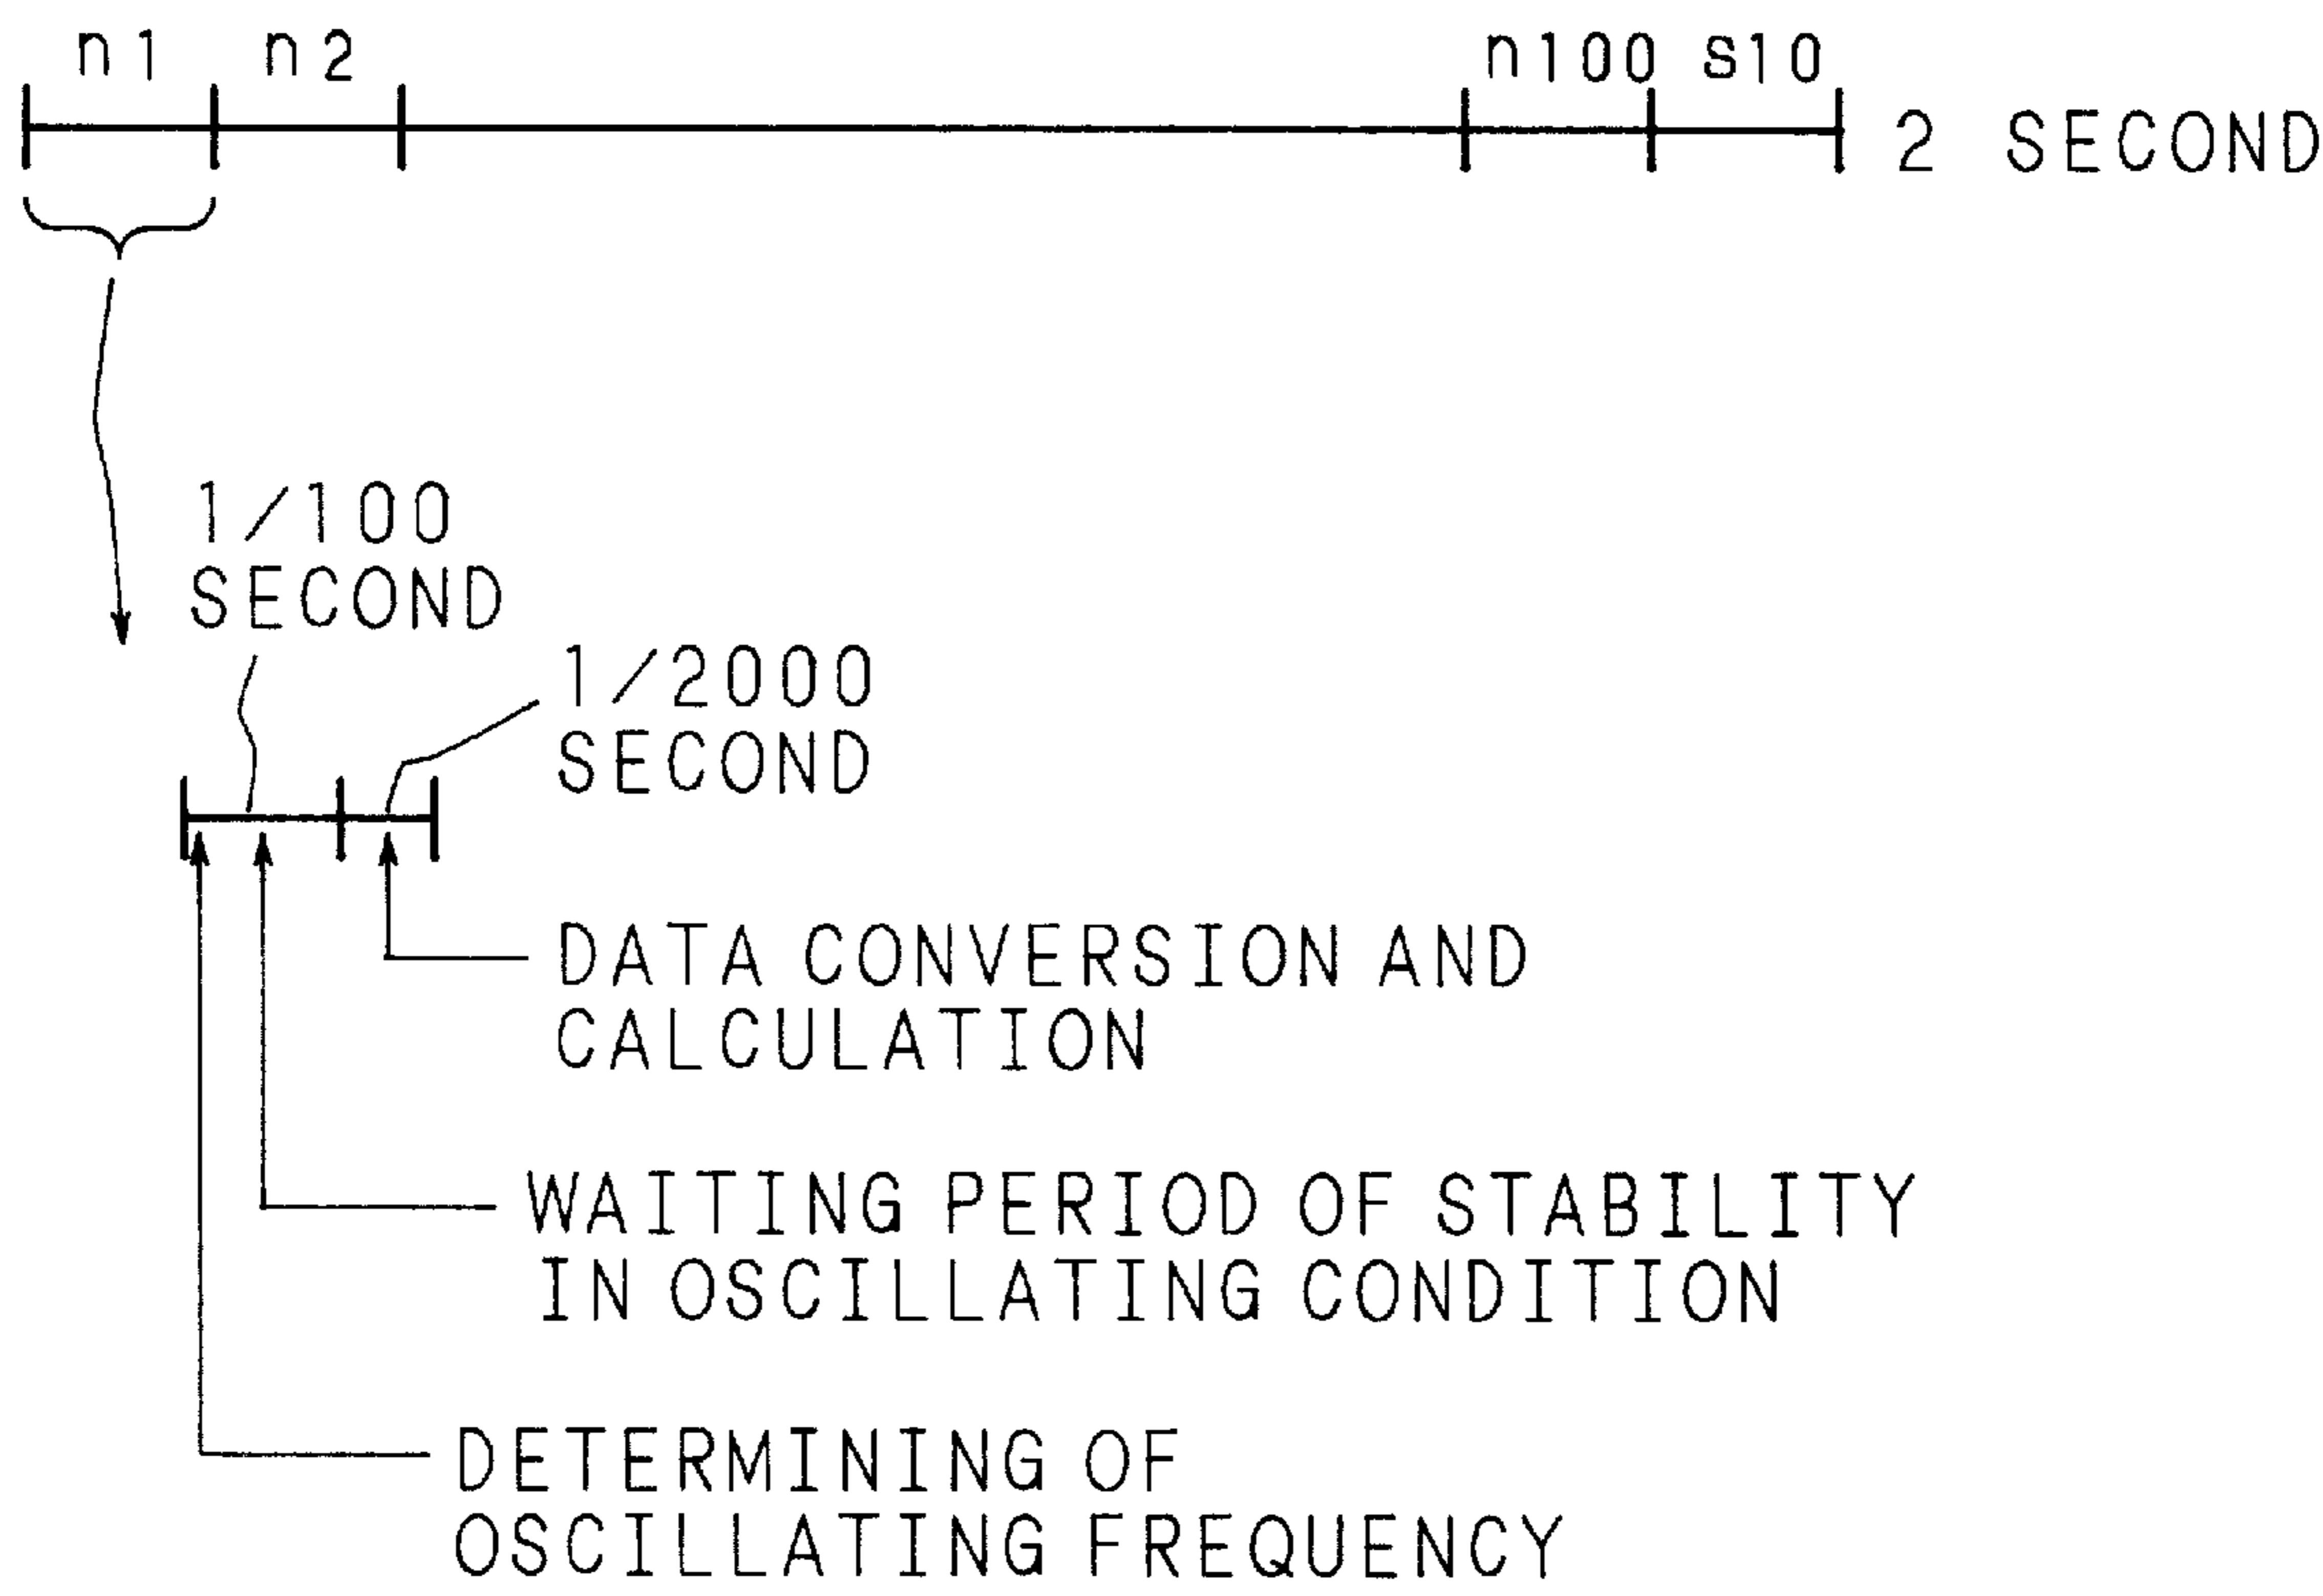 n1 n2 n100 s10
2 SECOND
1/100
SECOND
1/2000
SECOND
DATA CONVERSION AND
CALCULATION
WAITING PERIOD OF STABILITY
IN OSCILLATING CONDITION
DETERMINING OF
OSCILLATING FREQUENCY